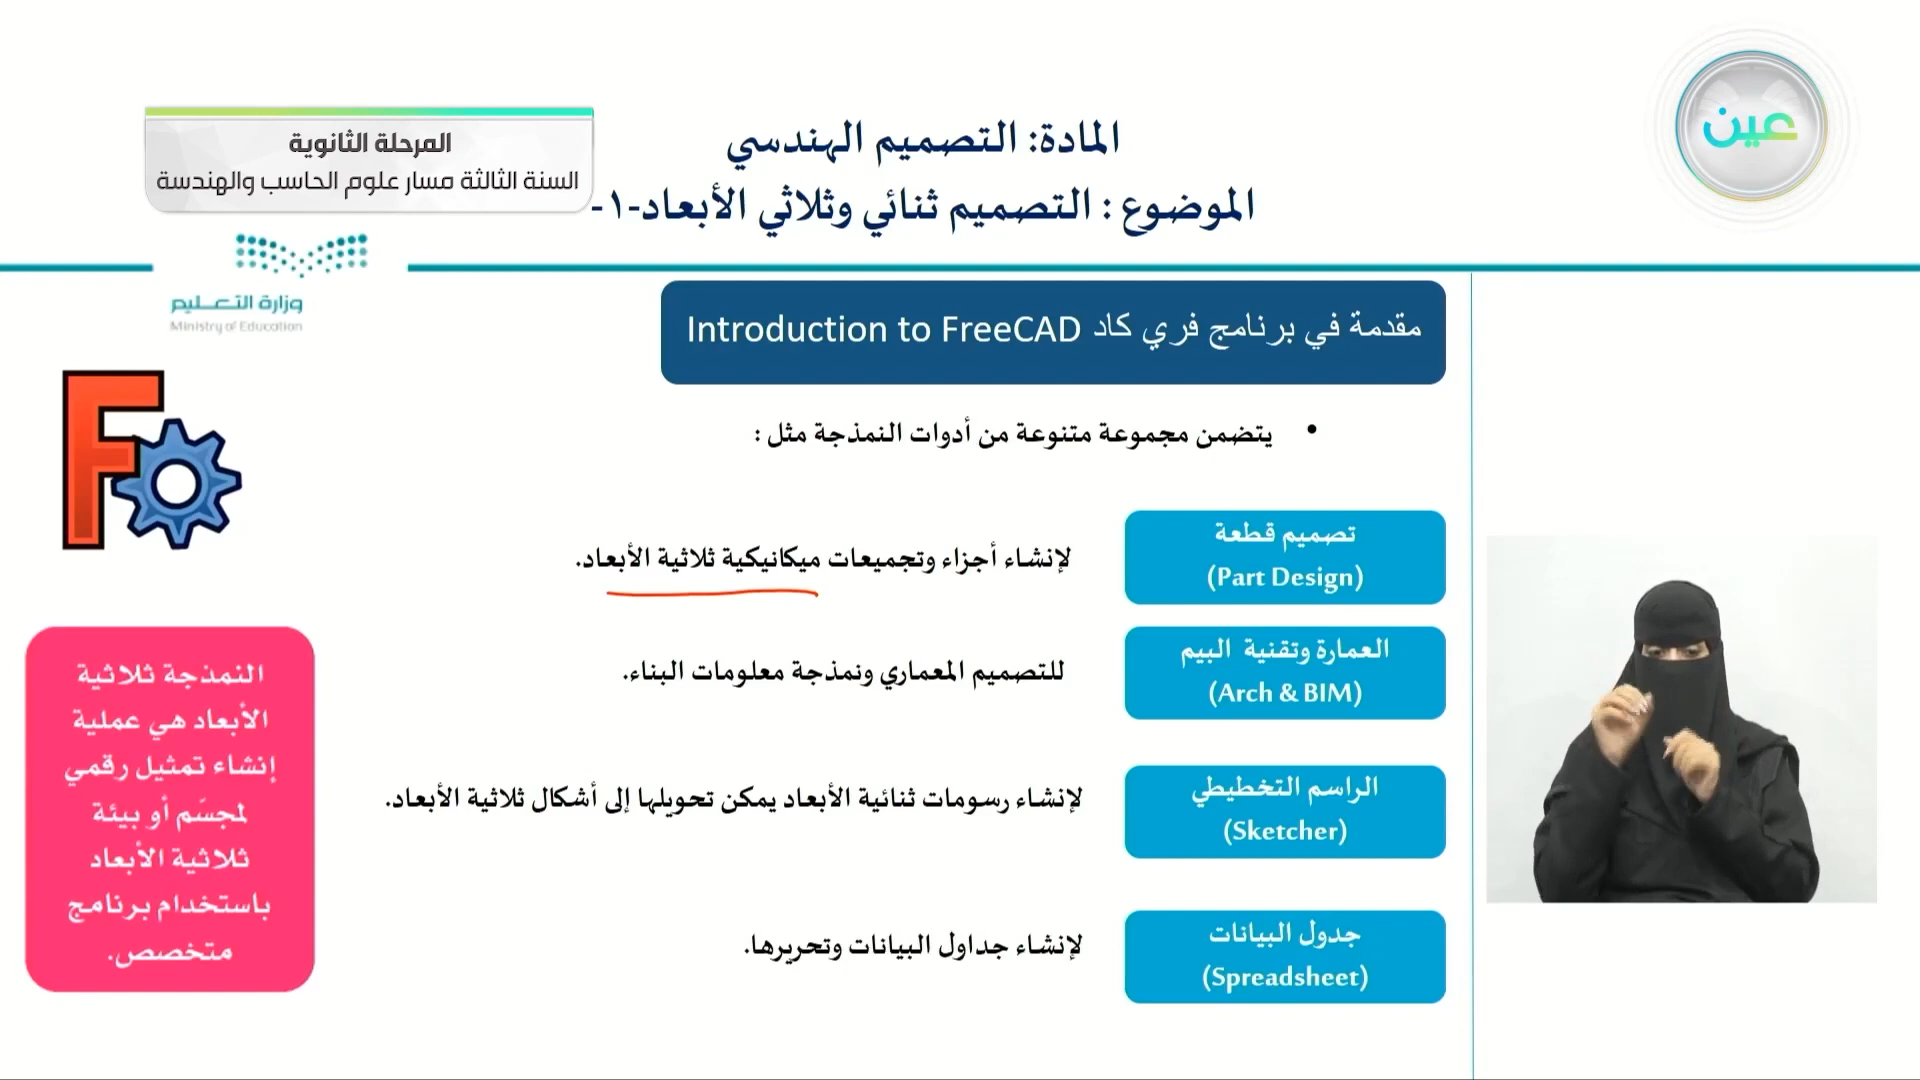 عين
المادة: التصميم الهندسي
الموضوع : التصميم ثنائي وثلاثي الأبعاد-١-
المرحلة الثانوية
السنة الثالثة مسار علوم الحاسب والهندسة
وزارة التعليم
Ministry of Education
مقدمة في برنامج فري كاد Introduction to FreeCAD
• يتضمن مجموعة متنوعة من أدوات النمذجة مثل :
تصميم قطعة
(Part Design)
لإنشاء أجزاء وتجميعات ميكانيكية ثلاثية الأبعاد.
العمارة وتقنية البيم
(Arch & BIM)
للتصميم المعماري ونمذجة معلومات البناء.
الراسم التخطيطي
(Sketcher)
لإنشاء رسومات ثنائية الأبعاد يمكن تحويلها إلى أشكال ثلاثية الأبعاد.
جدول البيانات
(Spreadsheet)
لإنشاء جداول البيانات وتحريرها.
النمذجة ثلاثية
الأبعاد هي عملية
إنشاء تمثيل رقمي
لمجسّم أو بيئة
ثلاثية الأبعاد
باستخدام برنامج
متخصص.